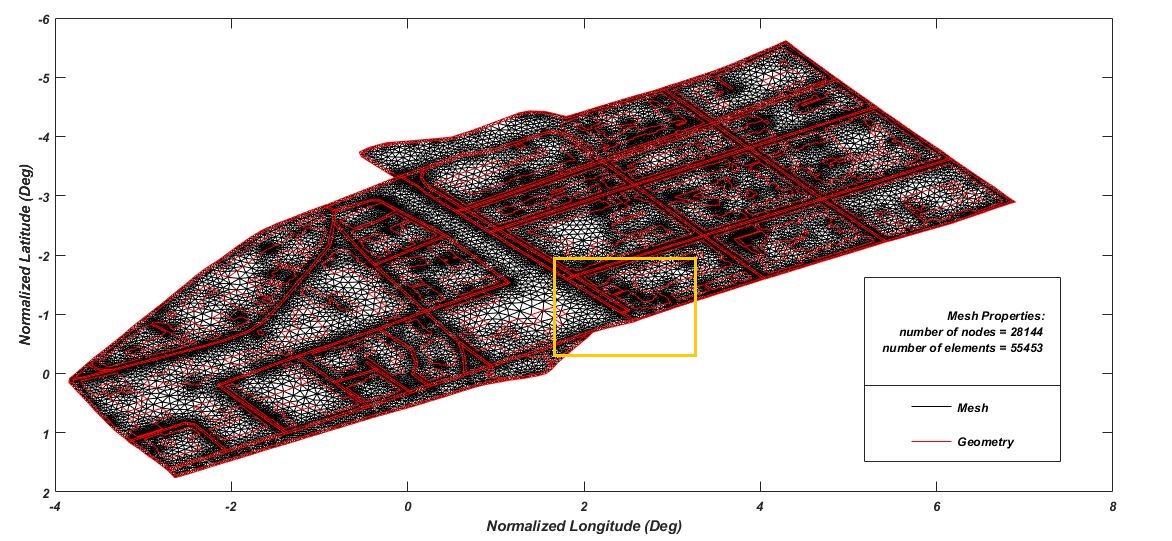 -6
-5
-4
-3
-2
-1
0
1
2
Normalized Latitude (Deg)
-4
-2
0
2
4
6
8
Normalized Longitude (Deg)
Mesh Properties:
number of nodes = 28144
number of elements = 55453
Mesh
Geometry